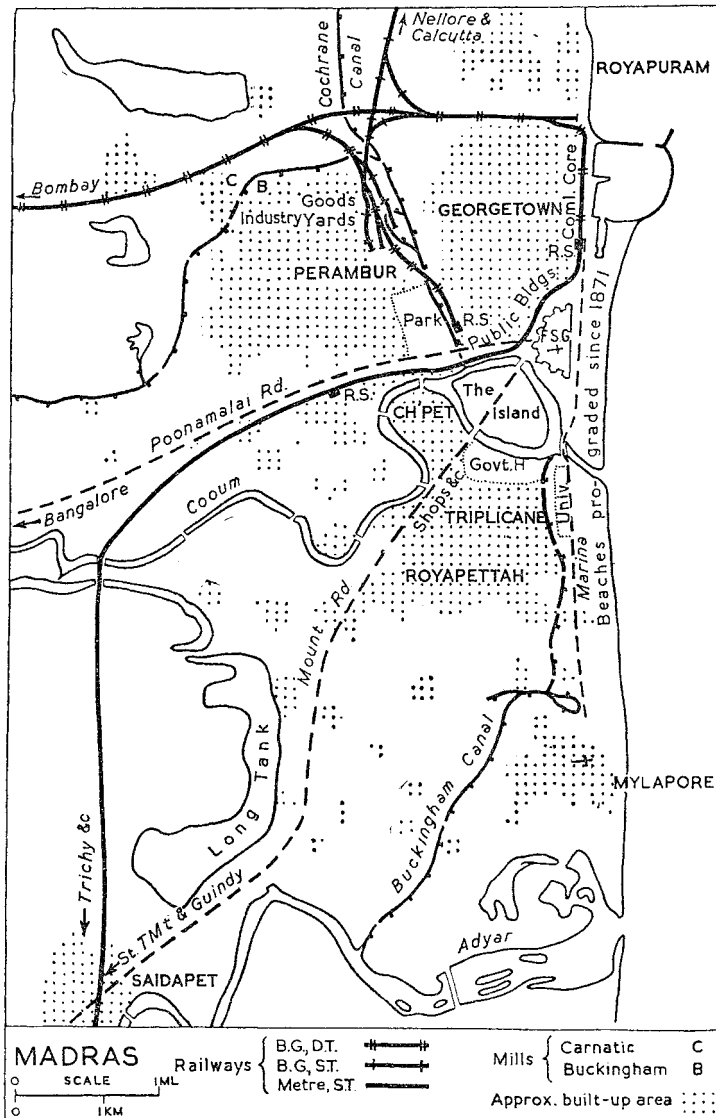 Nellore &
Calcutta
ROYAPURAM
Cochrane
Canal
Bombay
C B
Goods
Industry Yards
GEORGETOWN
Coml. Core
R.S.
PERAMBUR
Park
R.S.
Public Bldgs.
F.S.G
Beaches pro-graded since 1871
Poonamalai Rd.
R.S.
CH'PET
The
Island
Govt. H
Bangalore
Cooum
Shops &c
TRIPLICANE
Univ.
Marina
ROYAPETTAH
Mount Rd
Long Tank
Buckingham Canal
MYLAPORE
Trichy &c
St. TMt & Guindy
Adyar
SAIDAPET
MADRAS
SCALE
0 1ML
0 1KM
Railways
B.G., D.T.
B.G., S.T.
Metre, S.T.
Mills
Carnatic C
Buckingham B
Approx. built-up area